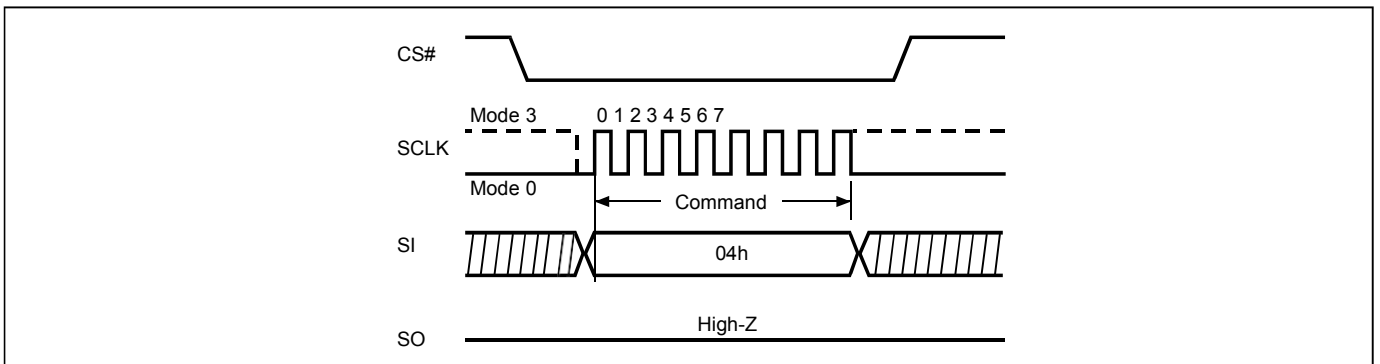 CS#
Mode 3
0 1 2 3 4 5 6 7
SCLK
Mode 0
Command
SI
04h
High-Z
SO